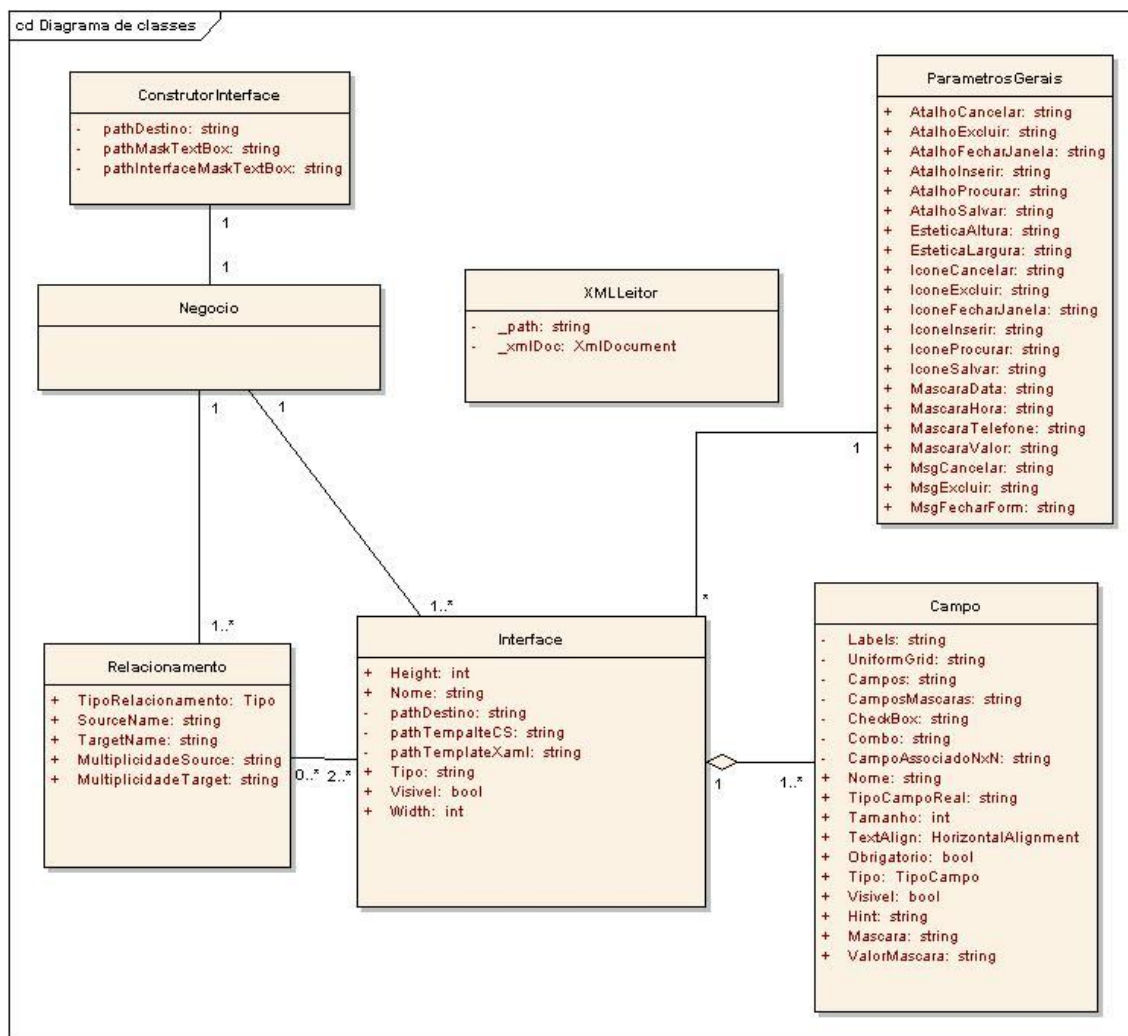 cd Diagrama de classes
ConstrutorInterface
- pathDestino: string
- pathMaskTextBox: string
- pathInterfaceMaskTextBox: string
1
1
Negocio
1
1
XMLLeitor
- _path: string
- _xmlDoc: XmlDocument
ParametrosGerais
+ AtalhoCancelar: string
+ AtalhoExcluir: string
+ AtalhoFecharJanela: string
+ AtalhoInserir: string
+ AtalhoProcurar: string
+ AtalhoSalvar: string
+ EsteticaAltura: string
+ EsteticaLargura: string
+ IconeCancelar: string
+ IconeExcluir: string
+ IconeFecharJanela: string
+ IconeInserir: string
+ IconeProcurar: string
+ IconeSalvar: string
+ MascaraData: string
+ MascaraHora: string
+ MascaraTelefone: string
+ MascaraValor: string
+ MsgCancelar: string
+ MsgExcluir: string
+ MsgFecharForm: string
1
*
1..*
1..*
Relacionamento
+ TipoRelacionamento: Tipo
+ SourceName: string
+ TargetName: string
+ MultiplicidadeSource: string
+ MultiplicidadeTarget: string
0..*
2..*
Interface
+ Height: int
+ Nome: string
- pathDestino: string
- pathTempalteCS: string
- pathTemplateXaml: string
+ Tipo: string
+ Visivel: bool
+ Width: int
1
1..*
Campo
- Labels: string
- UniformGrid: string
- Campos: string
- CamposMascaras: string
- CheckBox: string
- Combo: string
- CampoAssociadoNxN: string
+ Nome: string
+ TipoCampoReal: string
+ Tamanho: int
+ TextAlign: HorizontalAlignment
+ Obrigatorio: bool
+ Tipo: TipoCampo
+ Visivel: bool
+ Hint: string
+ Mascara: string
+ ValorMascara: string